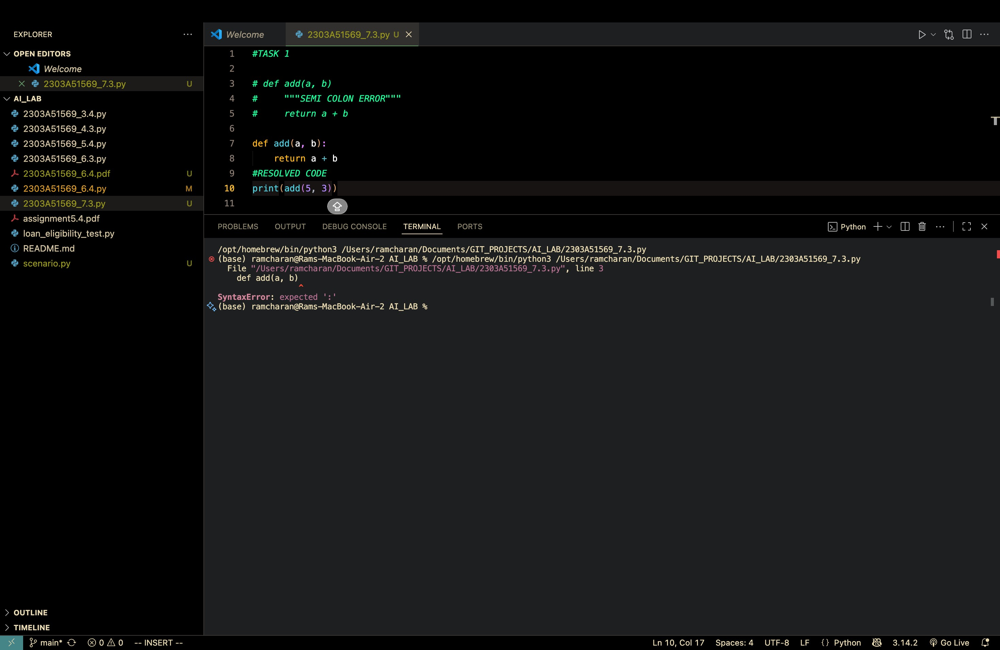 EXPLORER
OPEN EDITORS
Welcome
2303A51569_7.3.py U
AI_LAB
2303A51569_3.4.py
2303A51569_4.3.py
2303A51569_5.4.py
2303A51569_6.3.py
2303A51569_6.4.pdf U
2303A51569_6.4.py M
2303A51569_7.3.py U
assignment5.4.pdf
loan_eligibility_test.py
README.md
scenario.py U
OUTLINE
TIMELINE
Welcome
2303A51569_7.3.py U
1 #TASK 1
2
3 # def add(a, b)
4 #     """SEMI COLON ERROR"""
5 #     return a + b
6
7 def add(a, b):
8     return a + b
9 #RESOLVED CODE
10 print(add(5, 3))
11
PROBLEMS OUTPUT DEBUG CONSOLE TERMINAL PORTS
Python
/opt/homebrew/bin/python3 /Users/ramcharan/Documents/GIT_PROJECTS/AI_LAB/2303A51569_7.3.py
(base) ramcharan@Rams-MacBook-Air-2 AI_LAB % /opt/homebrew/bin/python3 /Users/ramcharan/Documents/GIT_PROJECTS/AI_LAB/2303A51569_7.3.py
  File "/Users/ramcharan/Documents/GIT_PROJECTS/AI_LAB/2303A51569_7.3.py", line 3
    def add(a, b)
                 ^
SyntaxError: expected ':'
(base) ramcharan@Rams-MacBook-Air-2 AI_LAB %
main* 0 0 -- INSERT -- Ln 10, Col 17 Spaces: 4 UTF-8 LF {} Python 3.14.2 Go Live